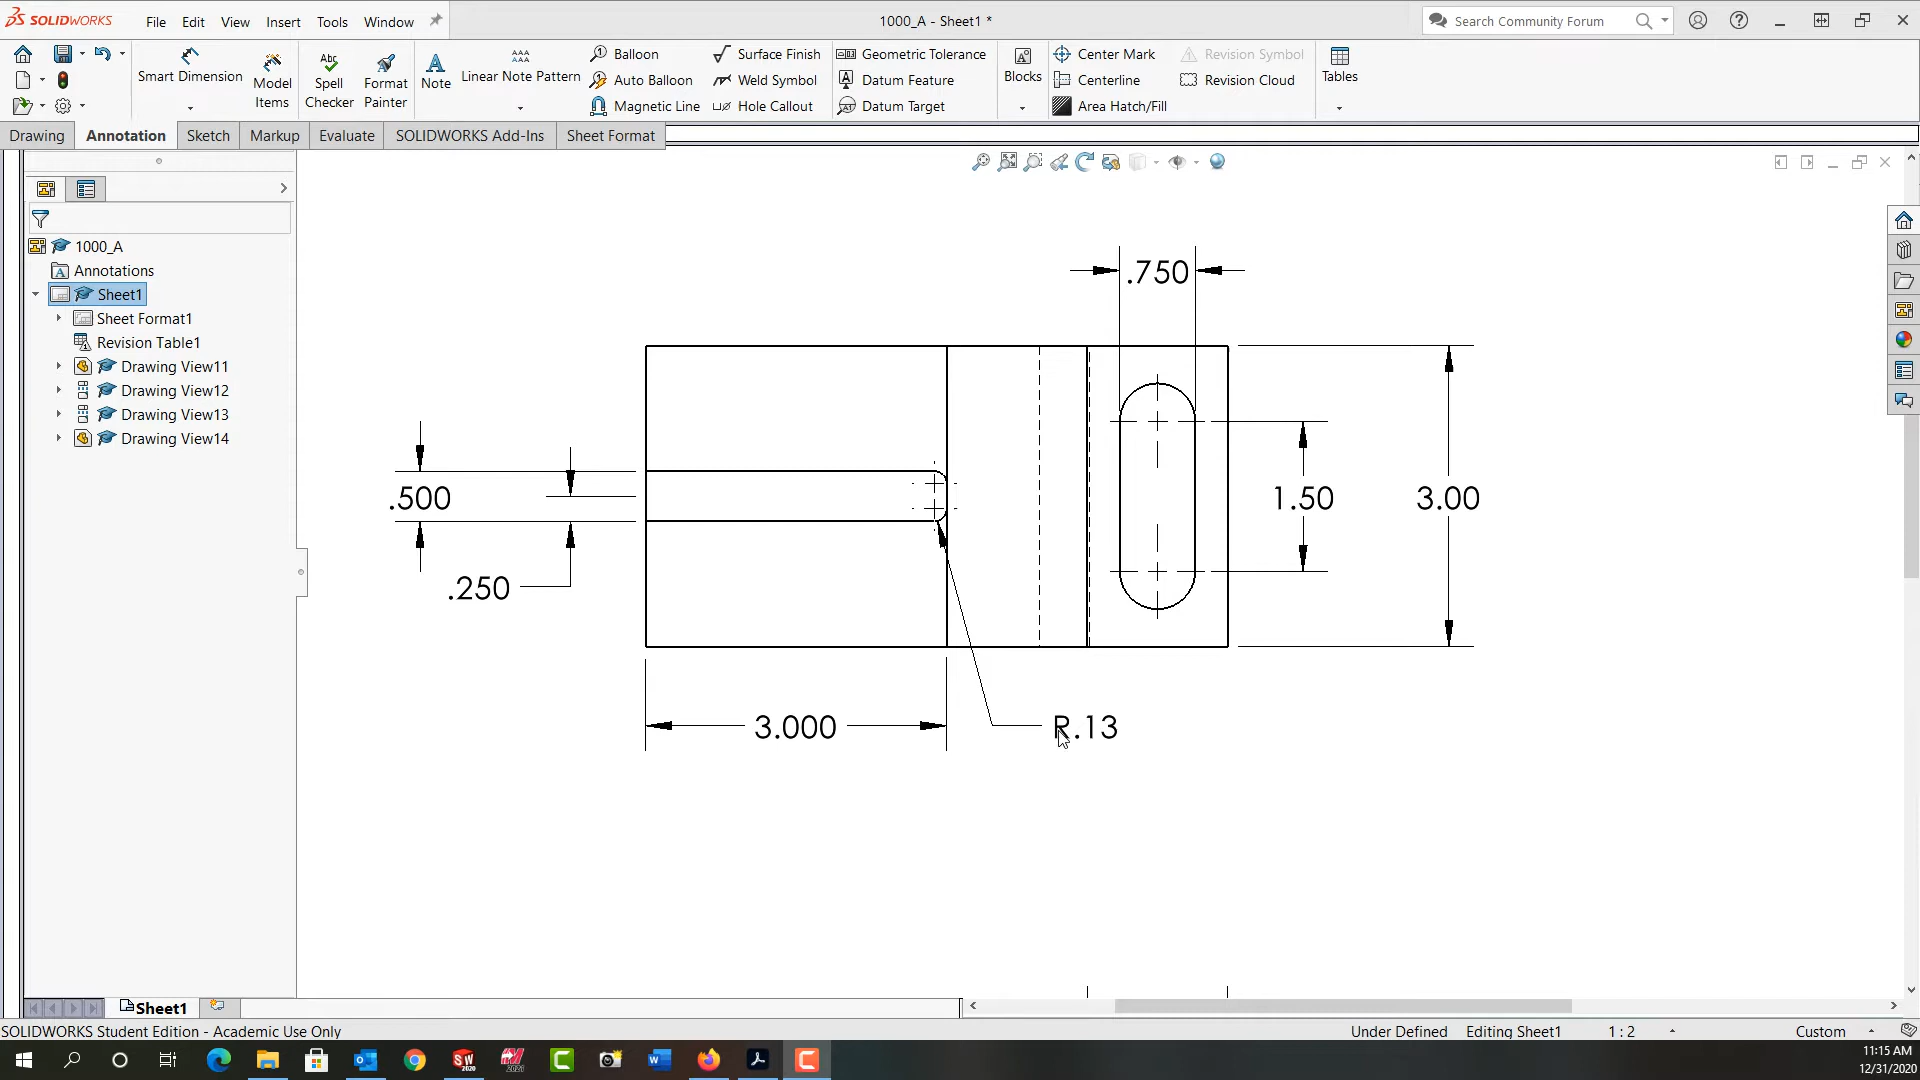 SOLIDWORKS File Edit View Insert Tools Window 1000_A - Sheet1 * Search Community Forum
Smart Dimension Model Items Spell Checker Format Painter Note Linear Note Pattern Balloon Surface Finish Geometric Tolerance Blocks Center Mark Revision Symbol Tables
Auto Balloon Weld Symbol Datum Feature Centerline Revision Cloud
Magnetic Line Hole Callout Datum Target Area Hatch/Fill
Drawing Annotation Sketch Markup Evaluate SOLIDWORKS Add-Ins Sheet Format
1000_A
Annotations
Sheet1
Sheet Format1
Revision Table1
Drawing View11
Drawing View12
Drawing View13
Drawing View14
.750
.500
1.50
3.00
.250
3.000
R.13
Sheet1
SOLIDWORKS Student Edition - Academic Use Only Under Defined Editing Sheet1 1 : 2 Custom
11:15 AM
12/31/2020